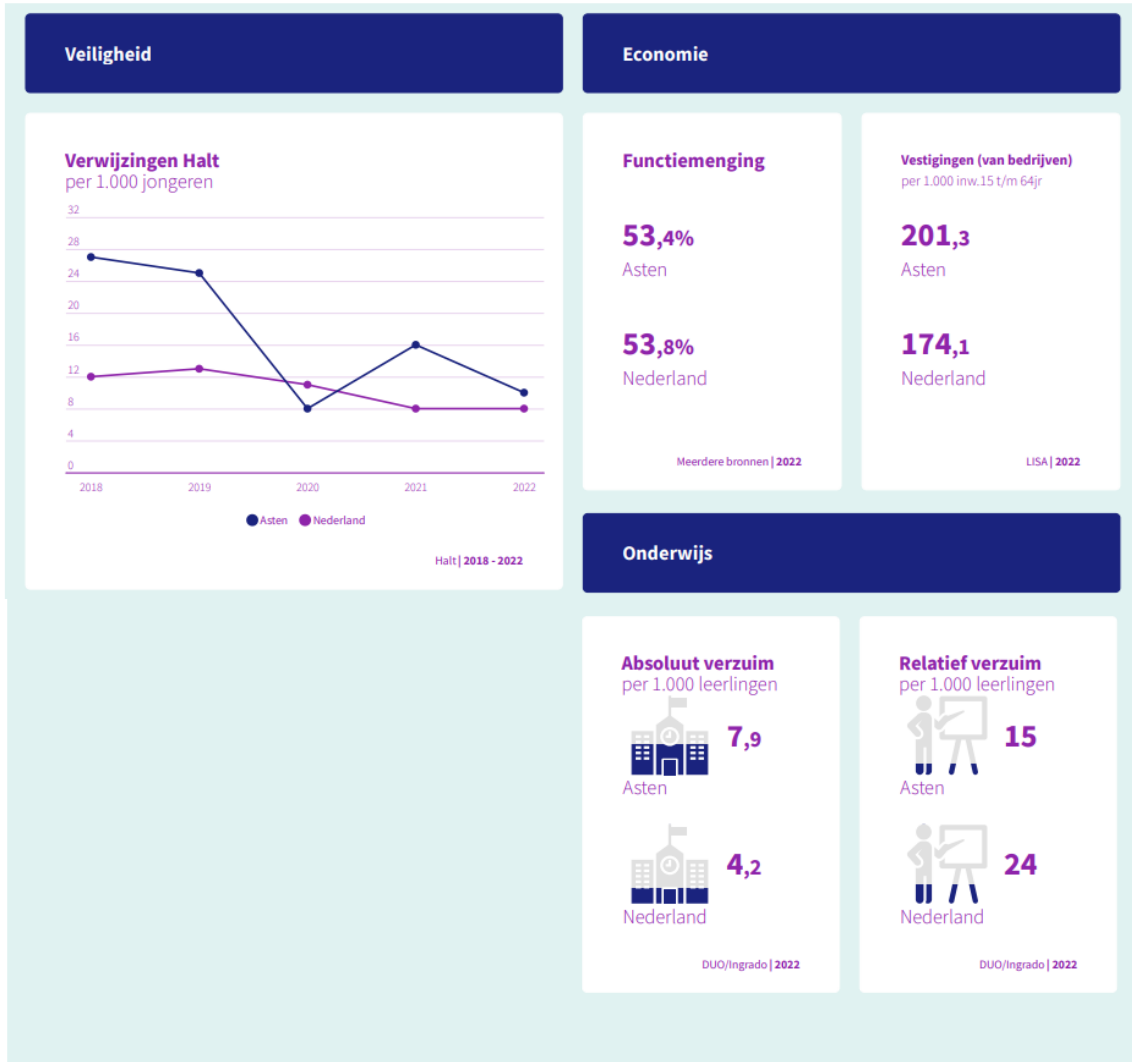 Veiligheid
Verwijzingen Halt
per 1.000 jongeren
32
28
24
20
16
12
8
4
0
2018 2019 2020 2021 2022
Asten Nederland
Halt | 2018 - 2022
Economie
Functiemenging
53,4%
Asten
53,8%
Nederland
Meerdere bronnen | 2022
Vestigingen (van bedrijven)
per 1.000 inw.15 t/m 64jr
201,3
Asten
174,1
Nederland
LISA | 2022
Onderwijs
Absoluut verzuim
per 1.000 leerlingen
7,9
Asten
4,2
Nederland
DUO/Ingrado | 2022
Relatief verzuim
per 1.000 leerlingen
15
Asten
24
Nederland
DUO/Ingrado | 2022